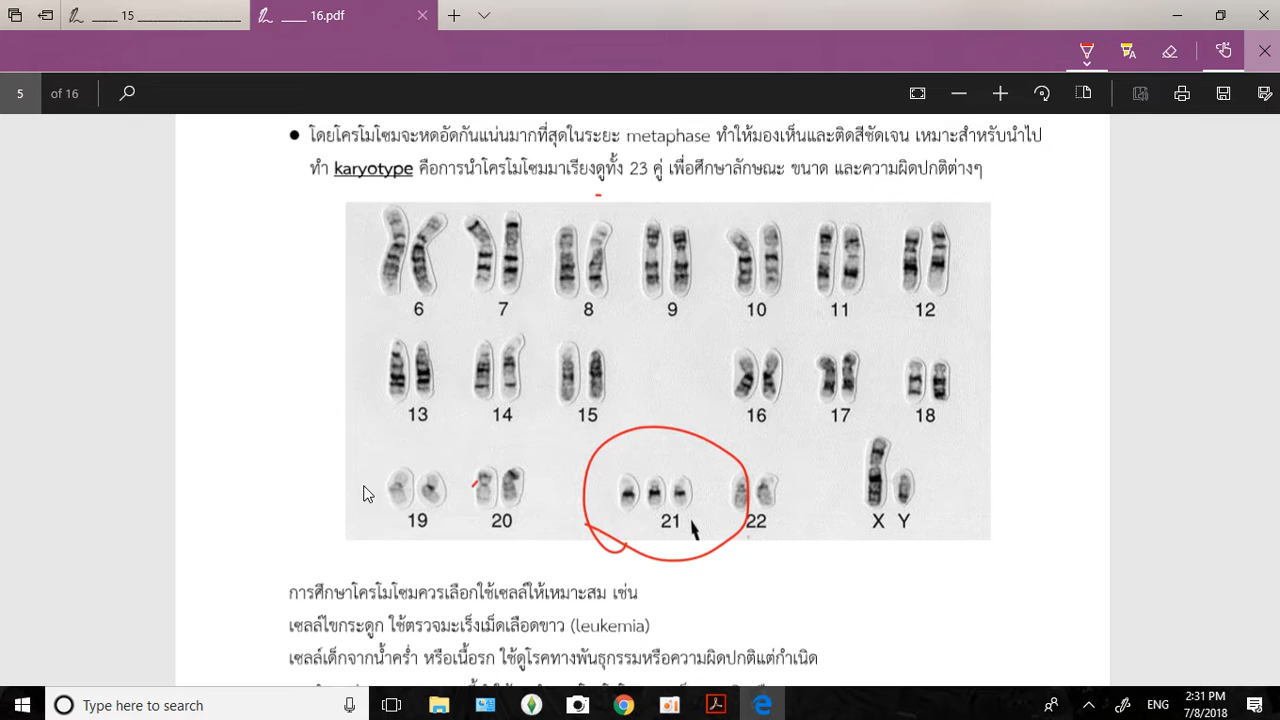 ____ 15 ____________________
____ 16.pdf
5 of 16
● โดยโครโมโซมจะหดอัดกันแน่นมากที่สุดในระยะ metaphase ทำให้มองเห็นและติดสีชัดเจน เหมาะสำหรับนำไป
ทำ karyotype คือการนำโครโมโซมมาเรียงดูทั้ง 23 คู่ เพื่อศึกษาลักษณะ ขนาด และความผิดปกติต่างๆ
6 7 8 9 10 11 12
13 14 15 16 17 18
19 20 21 22 X Y
การศึกษาโครโมโซมควรเลือกใช้เซลล์ให้เหมาะสม เช่น
เซลล์ไขกระดูก ใช้ตรวจมะเร็งเม็ดเลือดขาว (leukemia)
เซลล์เด็กจากน้ำคร่ำ หรือเนื้อรก ใช้ดูโรคทางพันธุกรรมหรือความผิดปกติแต่กำเนิด
Type here to search
ENG
2:31 PM
7/8/2018